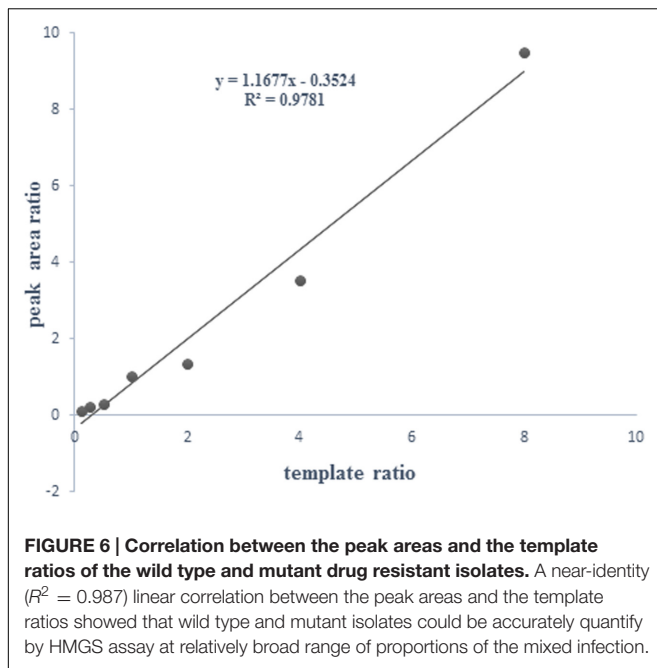 10
8
6
4
2
0
-2
0
2
4
6
8
10
y = 1.1677x - 0.3524
R² = 0.9781
peak area ratio
template ratio
FIGURE 6 | Correlation between the peak areas and the template
ratios of the wild type and mutant drug resistant isolates. A near-identity
(R² = 0.987) linear correlation between the peak areas and the template
ratios showed that wild type and mutant isolates could be accurately quantify
by HMGS assay at relatively broad range of proportions of the mixed infection.